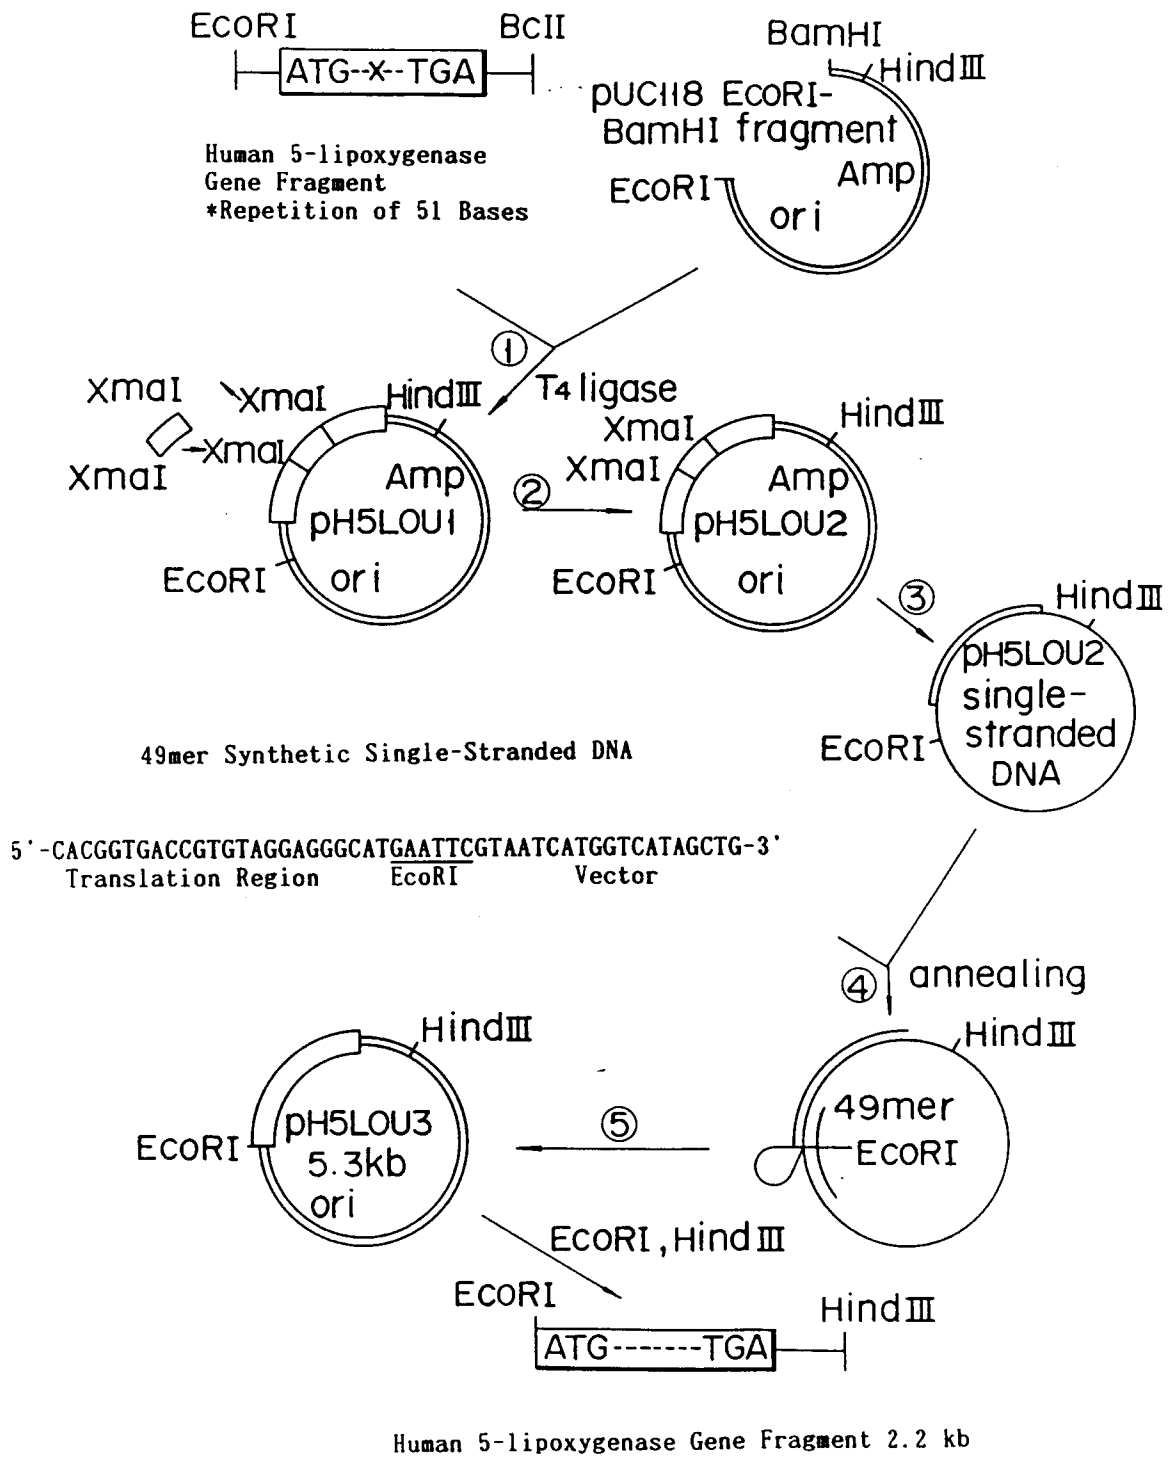 EcoRI
BclI
ATG--X--TGA
BamHI
HindIII
pUC118 EcoRI-
BamHI fragment
Amp
EcoRI
ori
Human 5-lipoxygenase
Gene Fragment
*Repetition of 51 Bases
①
T4 ligase
XmaI
XmaI
HindIII
XmaI
XmaI
Amp
pH5LOU1
EcoRI
ori
②
XmaI
XmaI
HindIII
Amp
pH5LOU2
EcoRI
ori
③
HindIII
pH5LOU2
single-
stranded
DNA
EcoRI
49mer Synthetic Single-Stranded DNA
5'-CACGGTGACCGTGTAGGAGGGCATGAATTCGTAATCATGGTCATAGCTG-3'
Translation Region EcoRI Vector
④ annealing
HindIII
49mer
EcoRI
⑤
HindIII
pH5LOU3
EcoRI
5.3kb
ori
EcoRI, HindIII
EcoRI
HindIII
ATG-------TGA
Human 5-lipoxygenase Gene Fragment 2.2 kb